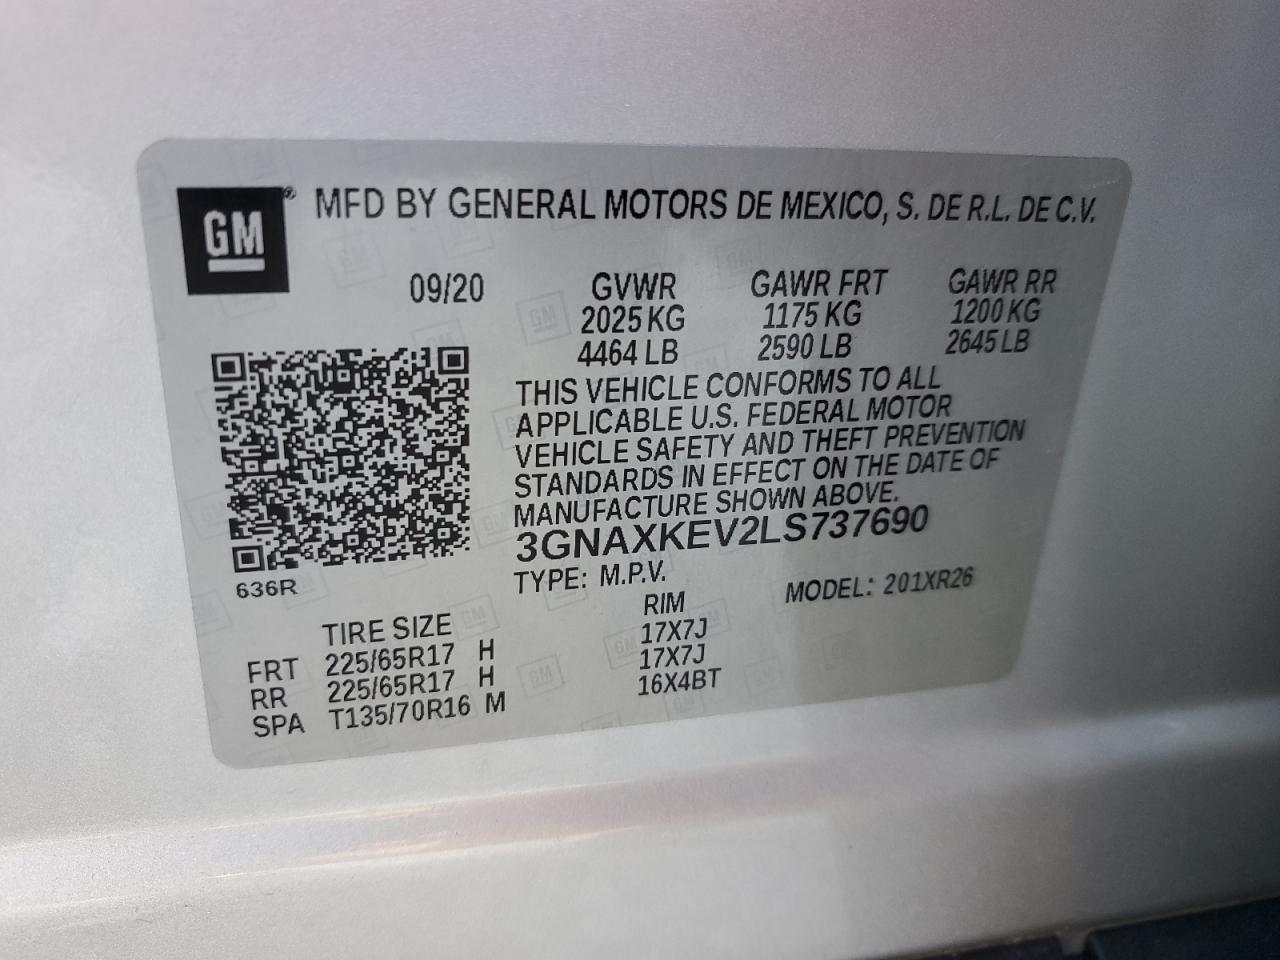 GM® MFD BY GENERAL MOTORS DE MEXICO, S. DE R.L. DE C.V.
09/20 GVWR GAWR FRT GAWR RR
2025 KG 1175 KG 1200 KG
4464 LB 2590 LB 2645 LB
THIS VEHICLE CONFORMS TO ALL
APPLICABLE U.S. FEDERAL MOTOR
VEHICLE SAFETY AND THEFT PREVENTION
STANDARDS IN EFFECT ON THE DATE OF
MANUFACTURE SHOWN ABOVE.
3GNAXKEV2LS737690
636R
TYPE: M.P.V. MODEL: 201XR26
TIRE SIZE RIM
FRT 225/65R17 H 17X7J
RR 225/65R17 H 17X7J
SPA T135/70R16 M 16X4BT